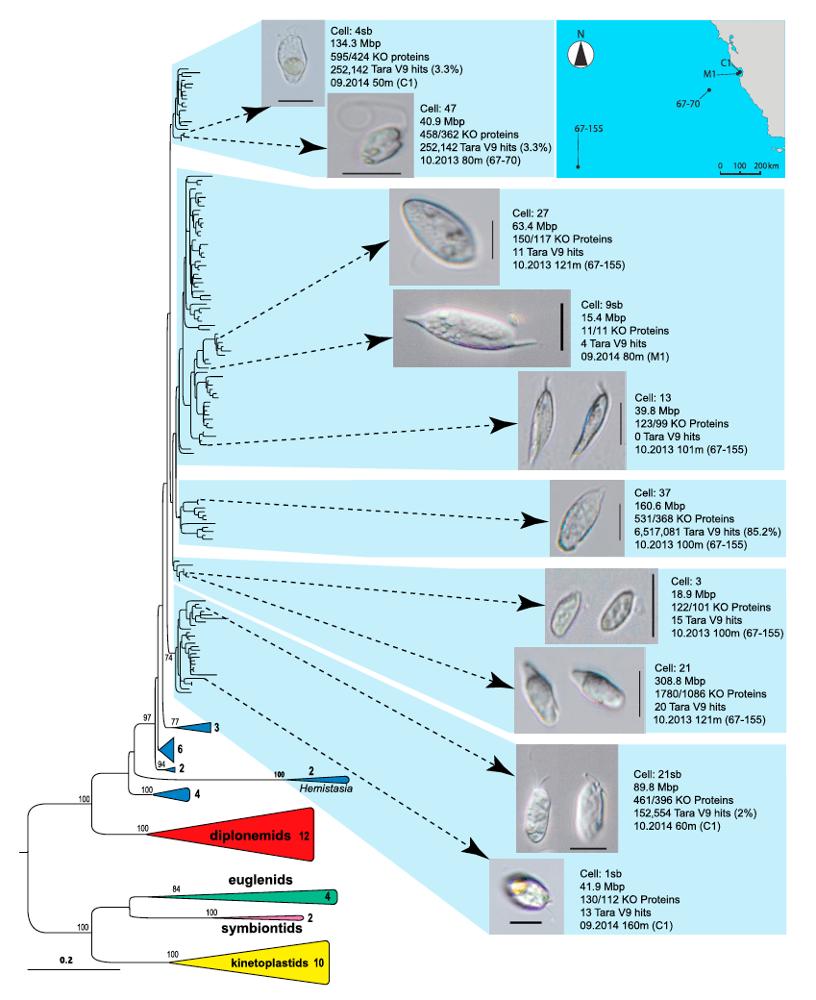 Cell: 4sb
134.3 Mbp
595/424 KO proteins
252,142 Tara V9 hits (3.3%)
09.2014 50m (C1)
Cell: 47
40.9 Mbp
458/362 KO proteins
252,142 Tara V9 hits (3.3%)
10.2013 80m (67-70)
N
C1
M1
67-70
67-155
0 100 200 km
Cell: 27
63.4 Mbp
150/117 KO Proteins
11 Tara V9 hits
10.2013 121m (67-155)
Cell: 9sb
15.4 Mbp
11/11 KO Proteins
4 Tara V9 hits
09.2014 80m (M1)
Cell: 13
39.8 Mbp
123/99 KO Proteins
0 Tara V9 hits
10.2013 101m (67-155)
Cell: 37
160.6 Mbp
531/368 KO Proteins
6,517,081 Tara V9 hits (85.2%)
10.2013 100m (67-155)
Cell: 3
18.9 Mbp
122/101 KO Proteins
15 Tara V9 hits
10.2013 100m (67-155)
Cell: 21
308.8 Mbp
1780/1086 KO Proteins
20 Tara V9 hits
10.2013 121m (67-155)
Cell: 21sb
89.8 Mbp
461/396 KO Proteins
152,554 Tara V9 hits (2%)
10.2014 60m (C1)
Cell: 1sb
41.9 Mbp
130/112 KO Proteins
13 Tara V9 hits
09.2014 160m (C1)
74
97
77
3
6
94
2
100
2
Hemistasia
100
4
100
100
diplonemids 12
euglenids
84
4
100
2
symbiontids
100
100
kinetoplastids 10
0.2